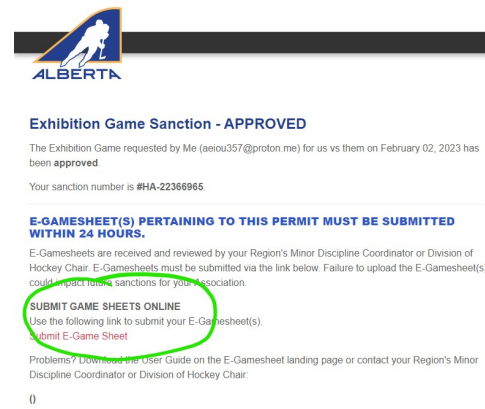 ALBERTA
Exhibition Game Sanction - APPROVED
The Exhibition Game requested by Me (aeiou357@proton.me) for us vs them on February 02, 2023 has
been approved.
Your sanction number is #HA-22366965.
E-GAMESHEET(S) PERTAINING TO THIS PERMIT MUST BE SUBMITTED
WITHIN 24 HOURS.
E-Gamesheets are received and reviewed by your Region's Minor Discipline Coordinator or Division of
Hockey Chair. E-Gamesheets must be submitted via the link below. Failure to upload the E-Gamesheet(s
could impact future sanctions for your Association.
SUBMIT GAME SHEETS ONLINE
Use the following link to submit your E-Gamesheet(s).
Submit E-Game Sheet
Problems? Download the User Guide on the E-Gamesheet landing page or contact your Region's Minor
Discipline Coordinator or Division of Hockey Chair:
()